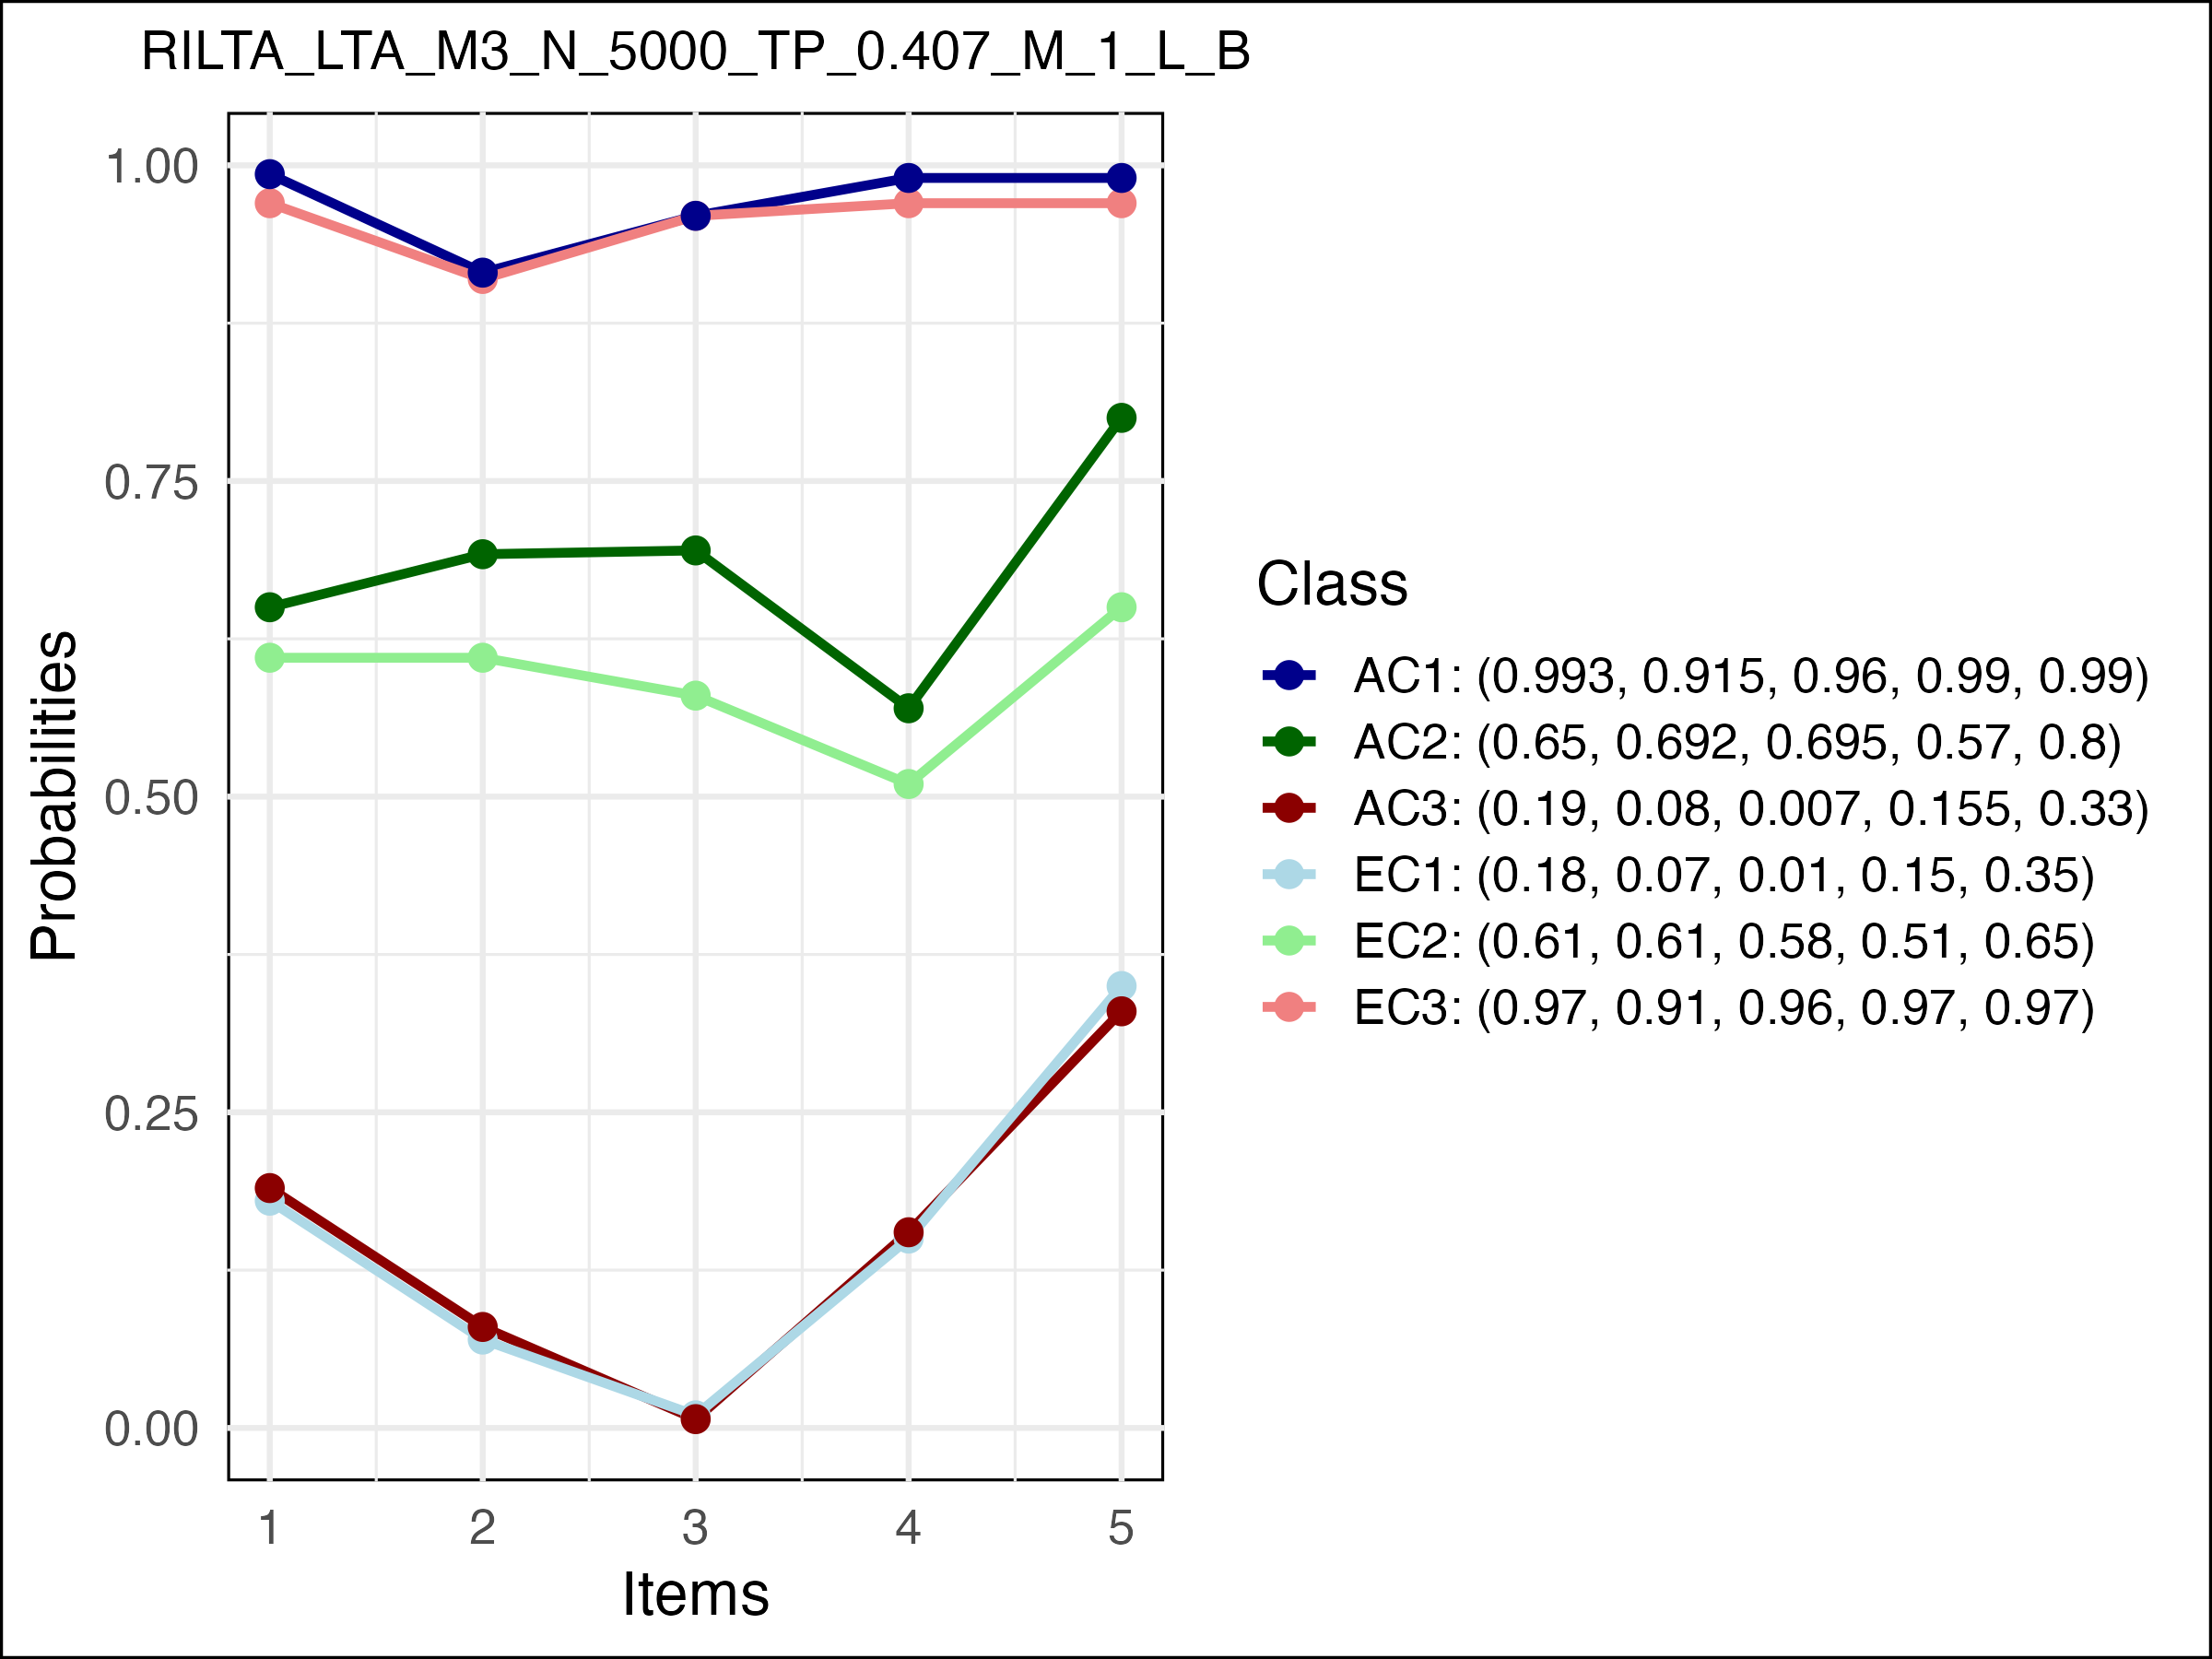 RILTA_LTA_M3_N_5000_TP_0.407_M_1_L_B
1.00
0.75
0.50
0.25
0.00
Probabilities
1 2 3 4 5
Items
Class
AC1: (0.993, 0.915, 0.96, 0.99, 0.99)
AC2: (0.65, 0.692, 0.695, 0.57, 0.8)
AC3: (0.19, 0.08, 0.007, 0.155, 0.33)
EC1: (0.18, 0.07, 0.01, 0.15, 0.35)
EC2: (0.61, 0.61, 0.58, 0.51, 0.65)
EC3: (0.97, 0.91, 0.96, 0.97, 0.97)